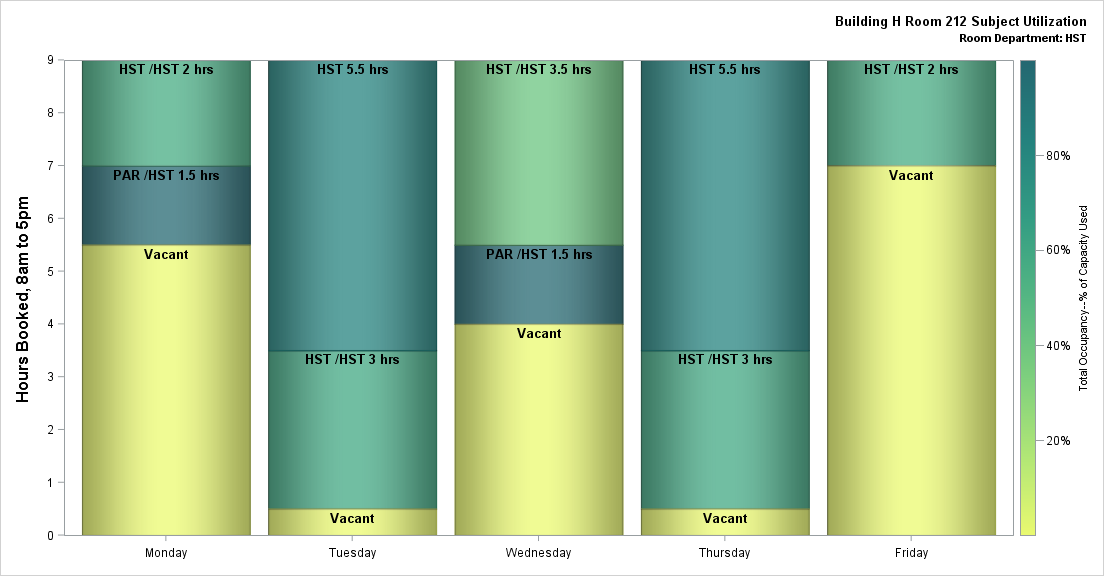 Building H Room 212 Subject Utilization
Room Department: HST
Hours Booked, 8am to 5pm
9
8
7
6
5
4
3
2
1
0
HST /HST 2 hrs
PAR /HST 1.5 hrs
Vacant
HST 5.5 hrs
HST /HST 3 hrs
Vacant
HST /HST 3.5 hrs
PAR /HST 1.5 hrs
Vacant
HST 5.5 hrs
HST /HST 3 hrs
Vacant
HST /HST 2 hrs
Vacant
Monday
Tuesday
Wednesday
Thursday
Friday
80%
60%
40%
20%
Total Occupancy--% of Capacity Used